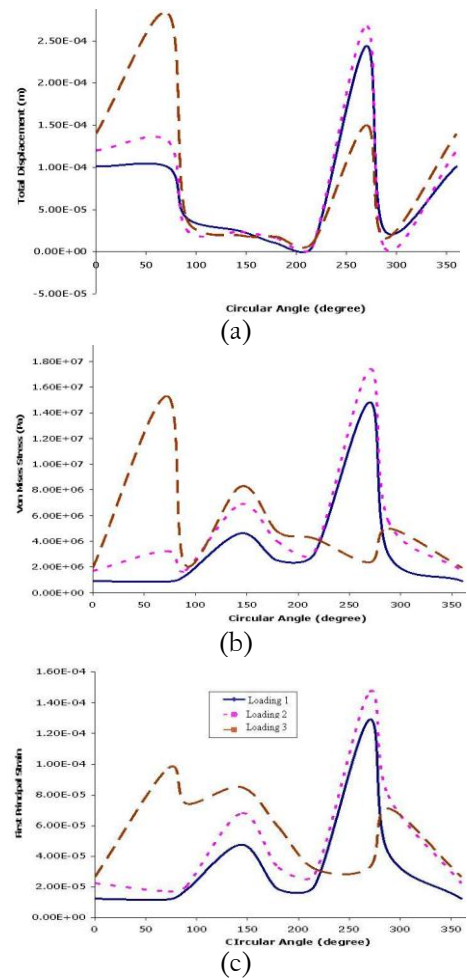 2.50E-04
2.00E-04
1.50E-04
1.00E-04
5.00E-05
0.00E+00
-5.00E-05
Total Displacement (m)
0 50 100 150 200 250 300 350
Circular Angle (degree)
(a)
1.80E+07
1.60E+07
1.40E+07
1.20E+07
1.00E+07
8.00E+06
6.00E+06
4.00E+06
2.00E+06
0.00E+00
Von Mises Stress (Pa)
0 50 100 150 200 250 300 350
Circular Angle (degree)
(b)
1.60E-04
1.40E-04
1.20E-04
1.00E-04
8.00E-05
6.00E-05
4.00E-05
2.00E-05
0.00E+00
First Principal Strain
Loading 1
Loading 2
Loading 3
0 50 100 150 200 250 300 350
CIrcular Angle (degree)
(c)